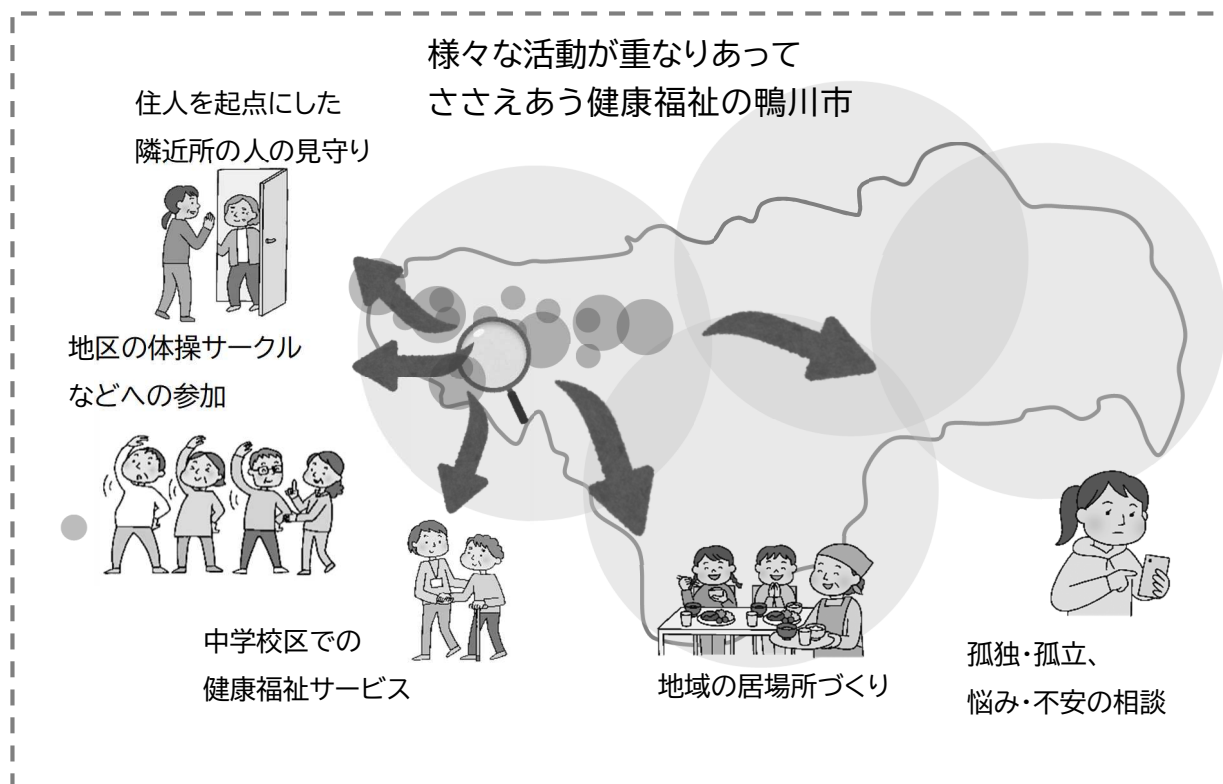 様々な活動が重なりあって
ささえあう健康福祉の鴨川市
住人を起点にした
隣近所の人の見守り
地区の体操サークル
などへの参加
中学校区での
健康福祉サービス
地域の居場所づくり
孤独・孤立、
悩み・不安の相談